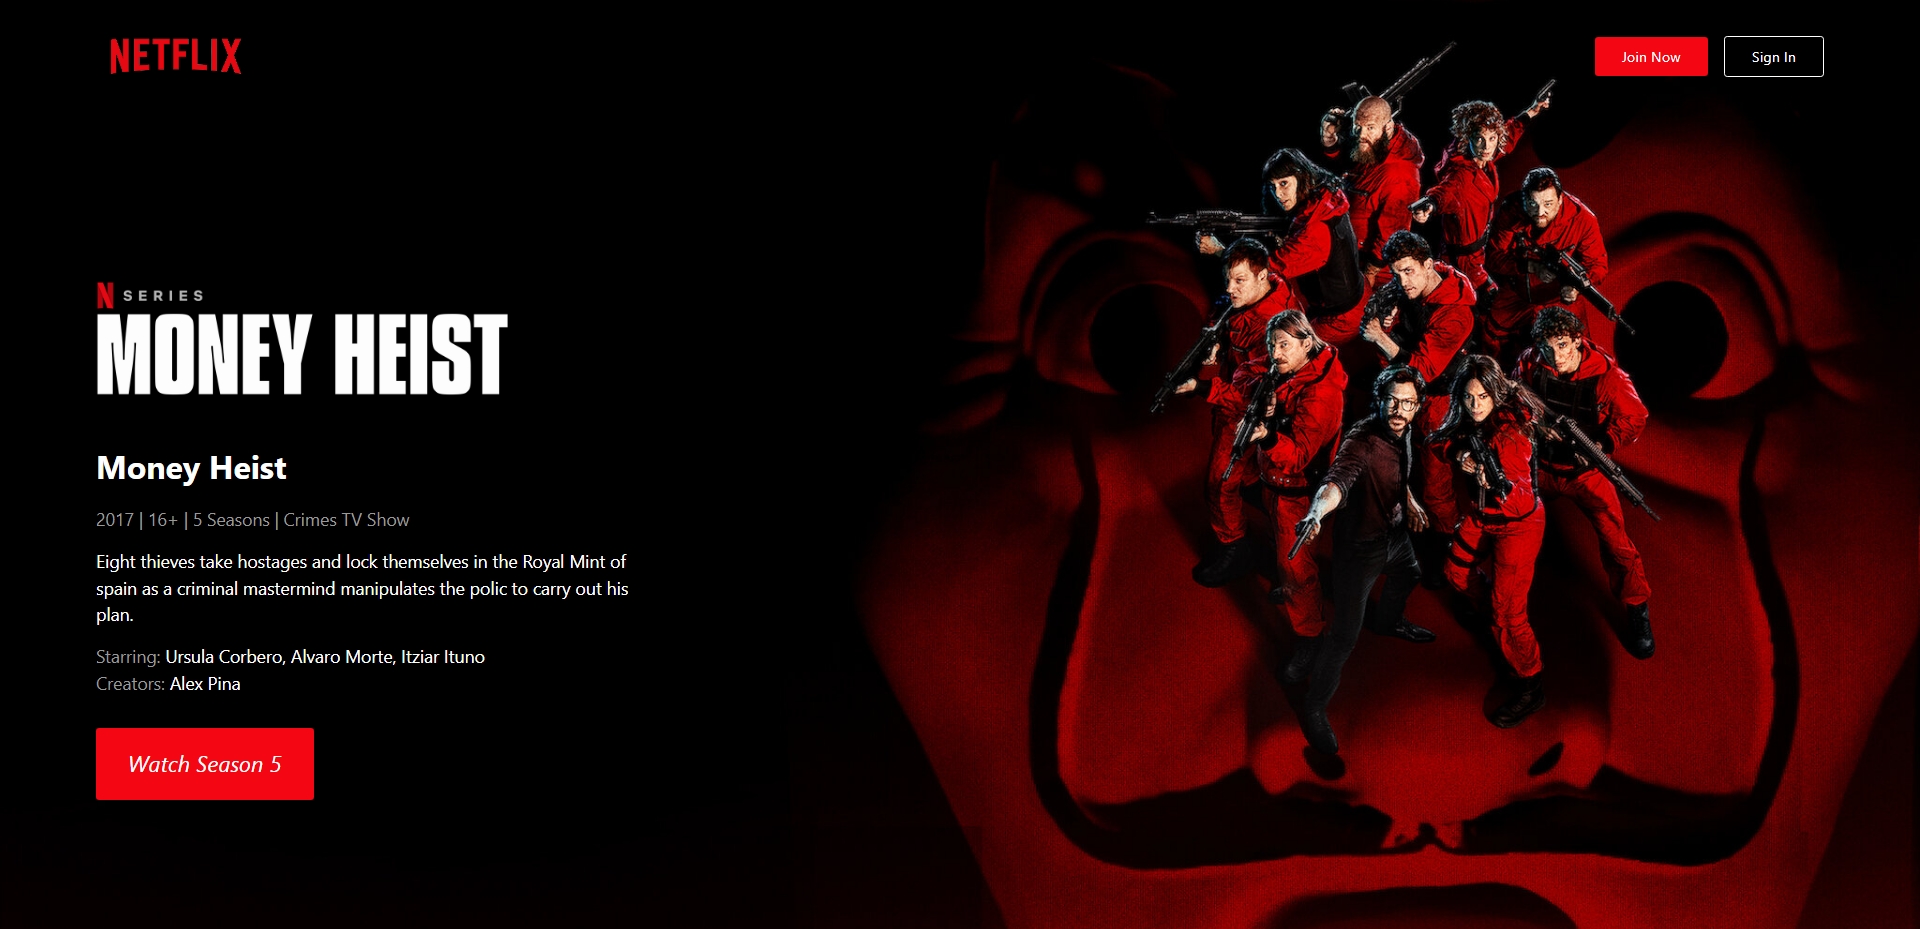 NETFLIX
Join Now
Sign In
N SERIES
MONEY HEIST
Money Heist
2017 | 16+ | 5 Seasons | Crimes TV Show
Eight thieves take hostages and lock themselves in the Royal Mint of
spain as a criminal mastermind manipulates the polic to carry out his
plan.
Starring: Ursula Corbero, Alvaro Morte, Itziar Ituno
Creators: Alex Pina
Watch Season 5